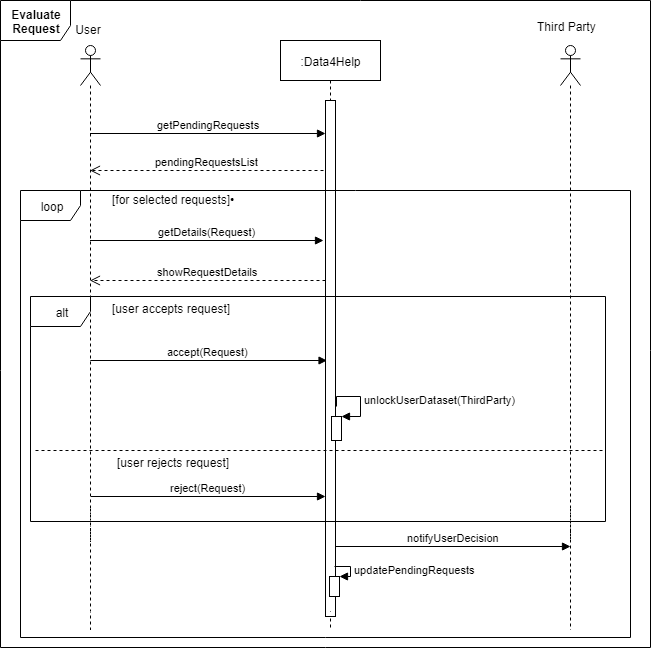 Evaluate
Request
User
Third Party
:Data4Help
getPendingRequests
pendingRequestsList
loop
[for selected requests]•
getDetails(Request)
showRequestDetails
alt
[user accepts request]
accept(Request)
unlockUserDataset(ThirdParty)
[user rejects request]
reject(Request)
notifyUserDecision
updatePendingRequests